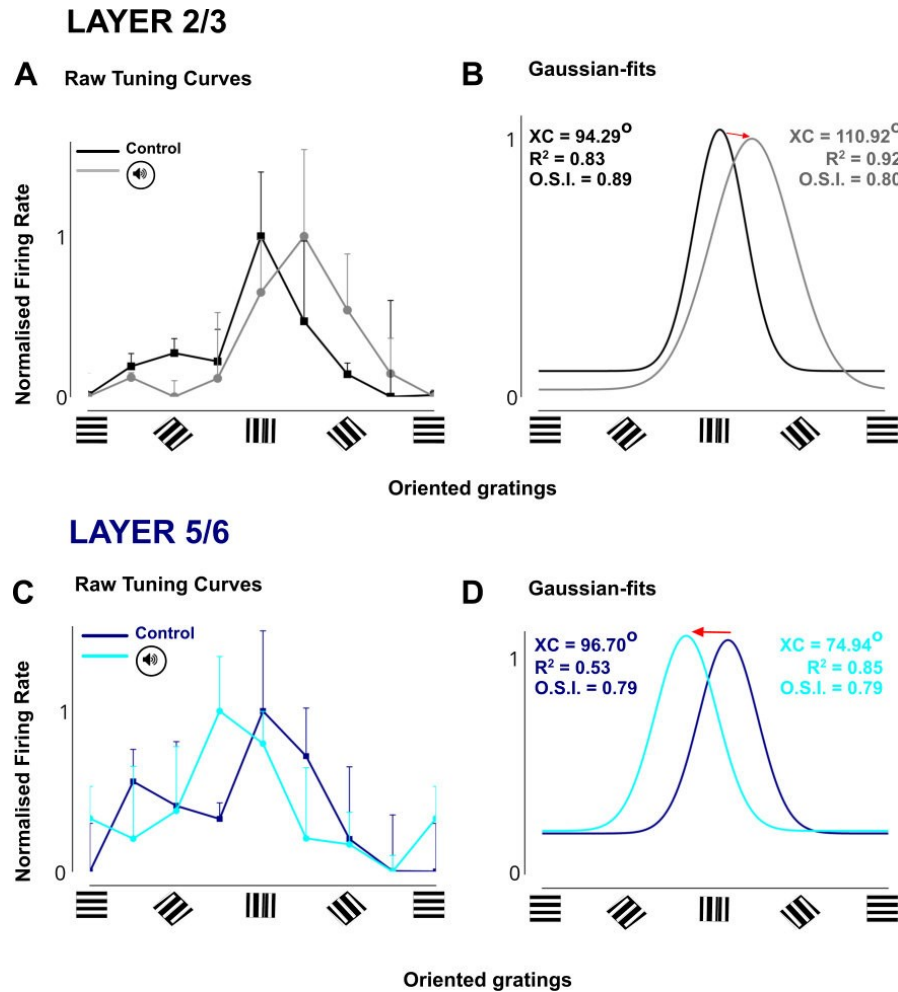 LAYER 2/3
A Raw Tuning Curves
Control
Normalised Firing Rate
1
0
B Gaussian-fits
1
0
XC = 94.29°
R² = 0.83
O.S.I. = 0.89
XC = 110.92°
R² = 0.92
O.S.I. = 0.80
Oriented gratings
LAYER 5/6
C Raw Tuning Curves
Control
Normalised Firing Rate
1
0
D Gaussian-fits
1
0
XC = 96.70°
R² = 0.53
O.S.I. = 0.79
XC = 74.94°
R² = 0.85
O.S.I. = 0.79
Oriented gratings